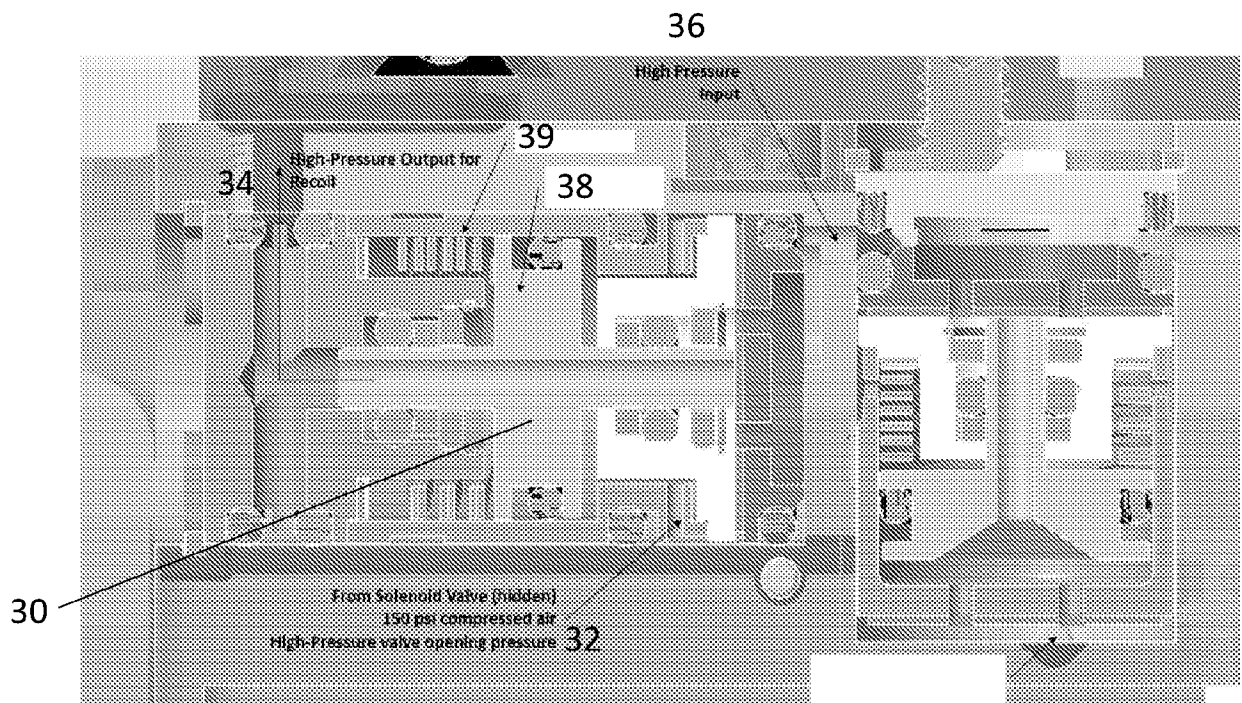 36
High Pressure
Input
39
High-Pressure Output for
Recoil
34
38
30
From Solenoid Valve (hidden)
150 psi compressed air
High-Pressure valve opening pressure
32